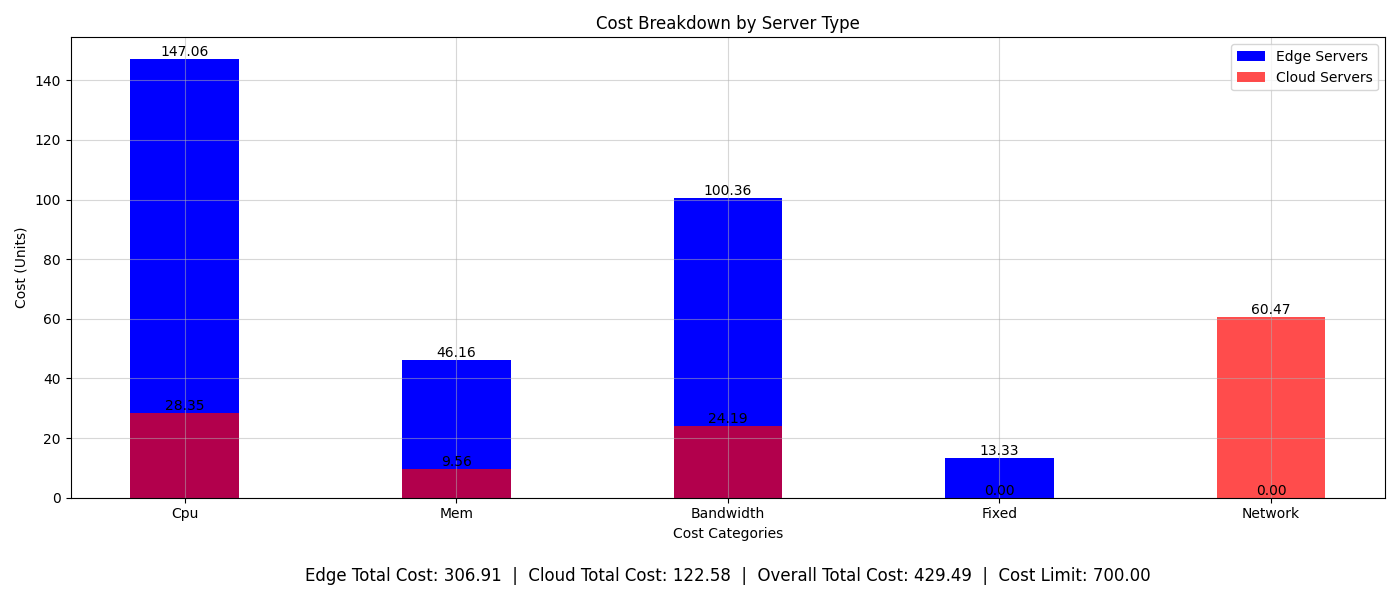 Cost Breakdown by Server Type
Edge Servers
Cloud Servers
Cost (Units)
140
120
100
80
60
40
20
0
147.06
28.35
46.16
9.56
100.36
24.19
13.33
0.00
60.47
0.00
Cpu
Mem
Bandwidth
Fixed
Network
Cost Categories
Edge Total Cost: 306.91 | Cloud Total Cost: 122.58 | Overall Total Cost: 429.49 | Cost Limit: 700.00